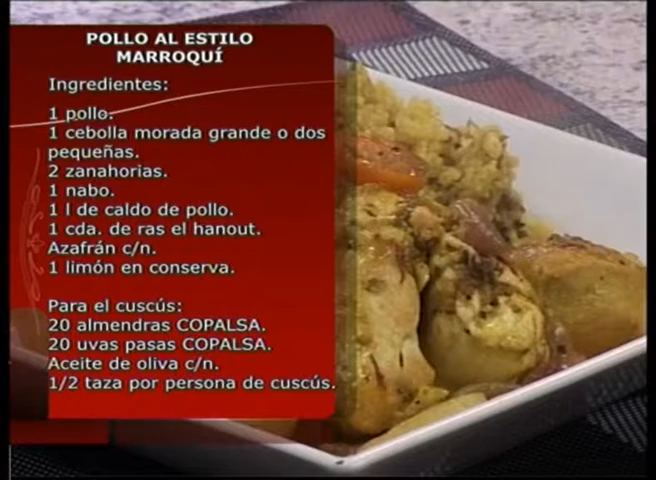 POLLO AL ESTILO
MARROQUÍ
Ingredientes:
1 pollo.
1 cebolla morada grande o dos
pequeñas.
2 zanahorias.
1 nabo.
1 l de caldo de pollo.
1 cda. de ras el hanout.
Azafrán c/n.
1 limón en conserva.
Para el cuscús:
20 almendras COPALSA.
20 uvas pasas COPALSA.
Aceite de oliva c/n.
1/2 taza por persona de cuscús.